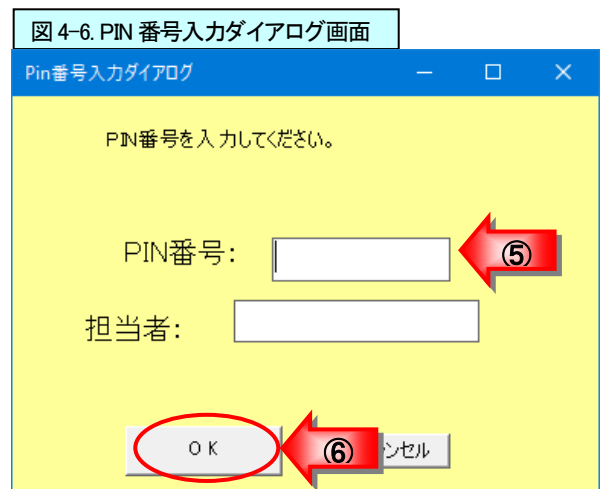 図 4-6. PIN 番号入力ダイアログ画面
Pin番号入力ダイアログ
PIN番号を入力してください。
PIN番号:
⑤
担当者:
OK
⑥
ンセル